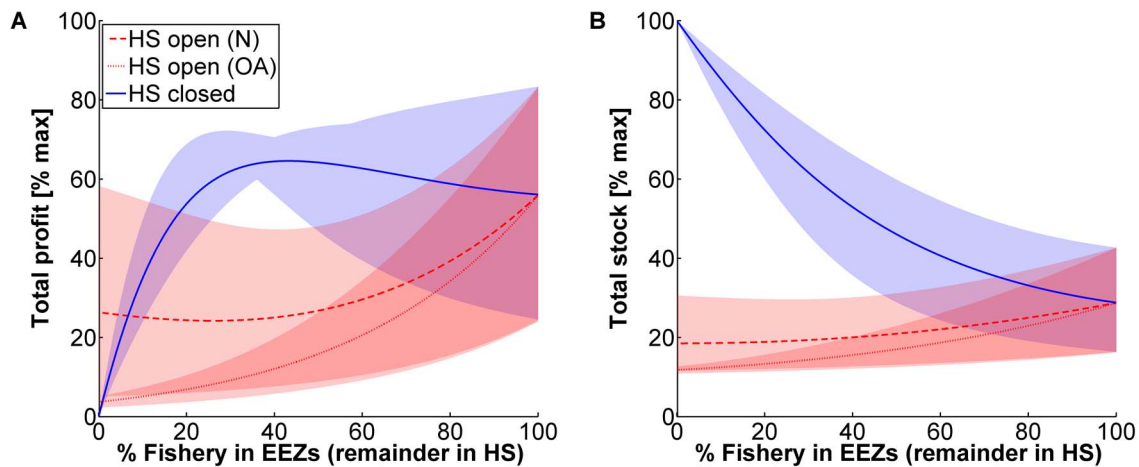 A
Total profit [% max]
100
80
60
40
20
0
HS open (N)
HS open (OA)
HS closed
0 20 40 60 80 100
% Fishery in EEZs (remainder in HS)
B
Total stock [% max]
100
80
60
40
20
0
0 20 40 60 80 100
% Fishery in EEZs (remainder in HS)